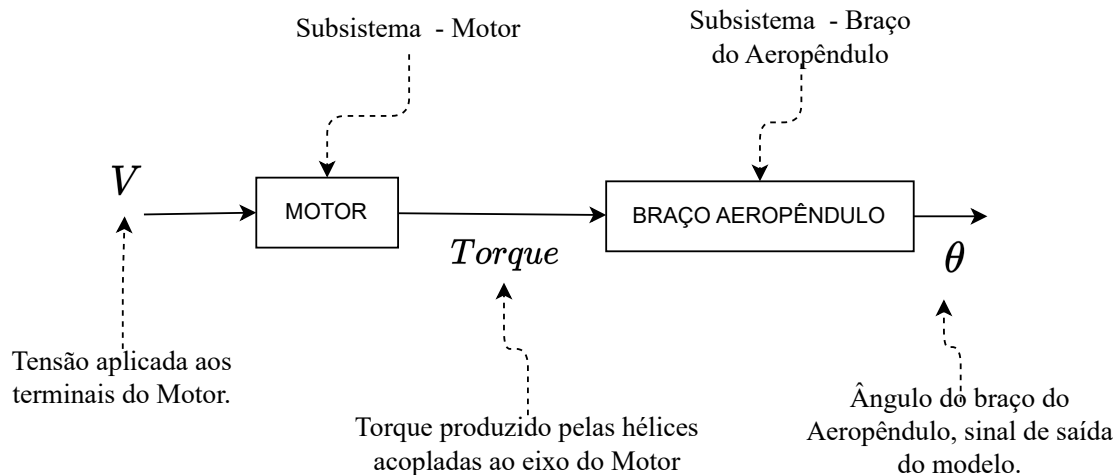 Subsistema - Motor
Subsistema - Braço
do Aeropêndulo
V
MOTOR
BRAÇO AEROPÊNDULO
Torque
θ
Tensão aplicada aos
terminais do Motor.
Torque produzido pelas hélices
acopladas ao eixo do Motor
Ângulo do braço do
Aeropêndulo, sinal de saída
do modelo.